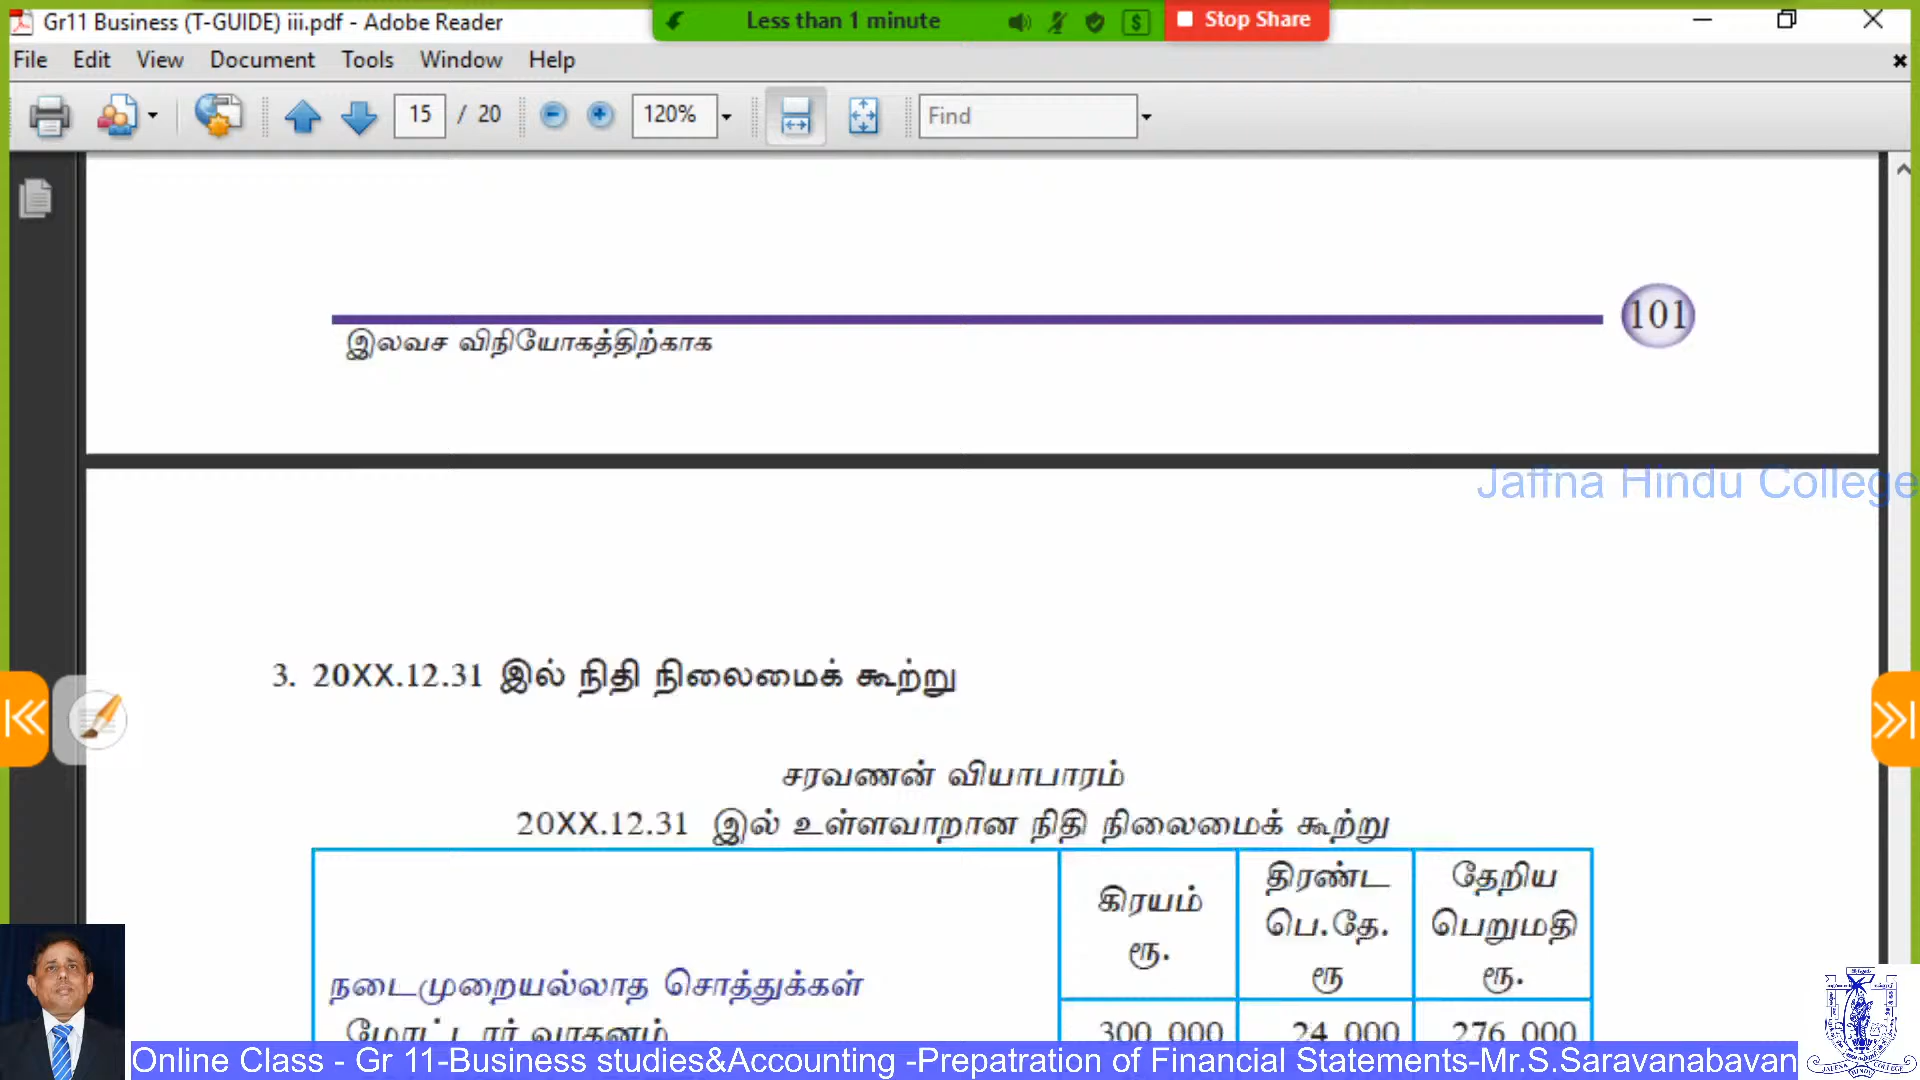 Gr11 Business (T-GUIDE) iii.pdf - Adobe Reader
Less than 1 minute
Stop Share
File Edit View Document Tools Window Help
15 / 20
120%
Find
101
இலவச விநியோகத்திற்காக
Jaffna Hindu College
3. 20XX.12.31 இல் நிதி நிலைமைக் கூற்று
சரவணன் வியாபாரம்
20XX.12.31 இல் உள்ளவாறான நிதி நிலைமைக் கூற்று
கிரயம் ரூ.
திரண்ட பெ.தே. ரூ
தேறிய பெறுமதி ரூ.
நடைமுறையல்லாத சொத்துக்கள்
மோட்டார் வாகனம் 300 000 24 000 276 000
Online Class - Gr 11-Business studies&Accounting -Prepatration of Financial Statements-Mr.S.Saravanabavan